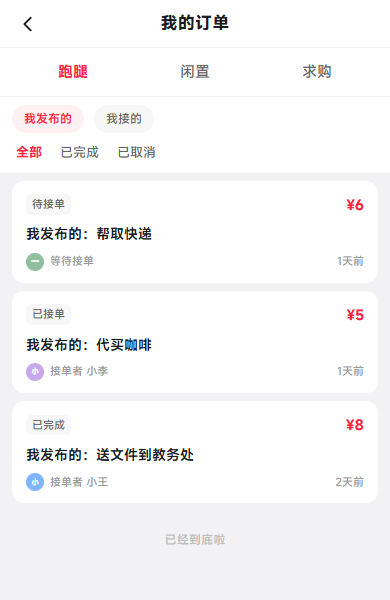 我的订单
跑腿 闲置 求购
我发布的 我接的
全部 已完成 已取消
待接单 ¥6
我发布的：帮取快递
等待接单 1天前
已接单 ¥5
我发布的：代买咖啡
小 接单者 小李 1天前
已完成 ¥8
我发布的：送文件到教务处
小 接单者 小王 2天前
已经到底啦